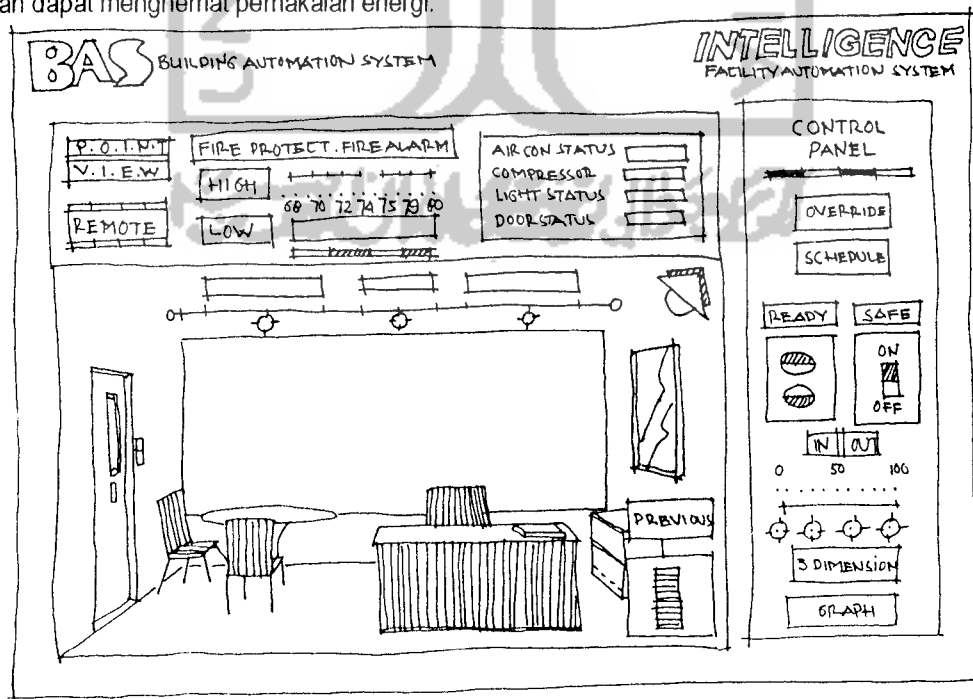 dapat menghemat pemakaian energi.
BAS BUILDING AUTOMATION SYSTEM
INTELLIGENCE
FACILITY AUTOMATION SYSTEM
P.O.I.N.T
V.I.E.W
REMOTE
FIRE PROTECT. FIRE ALARM
HIGH
68 70 72 74 75 79 80
LOW
AIR CON STATUS
COMPRESSOR
LIGHT STATUS
DOOR STATUS
CONTROL
PANEL
OVERRIDE
SCHEDULE
READY
SAFE
ON
OFF
IN OUT
0 50 100
3 DIMENSION
GRAPH
PREVIOUS